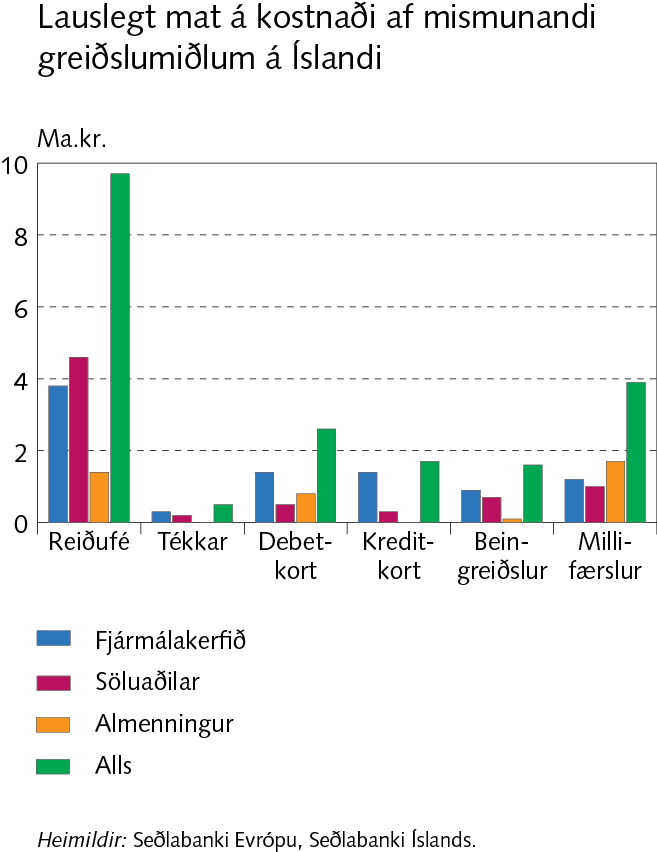 Lauslegt mat á kostnaði af mismunandi
greiðslumiðlum á Íslandi
Ma.kr.
10
8
6
4
2
0
Reiðufé
Tékkar
Debet-
kort
Kredit-
kort
Bein-
greiðslur
Milli-
færslur
Fjármálakerfið
Söluaðilar
Almenningur
Alls
Heimildir: Seðlabanki Evrópu, Seðlabanki Íslands.